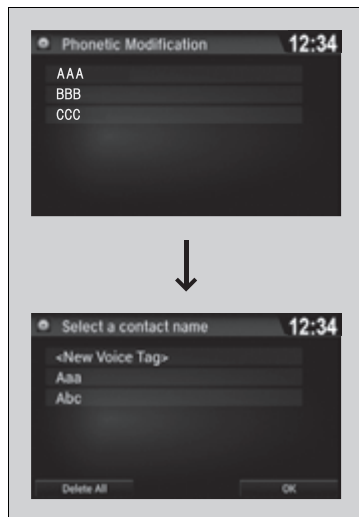 Phonetic Modification 12:34
AAA
BBB
CCC
Select a contact name 12:34
<New Voice Tag>
Aaa
Abc
Delete All OK